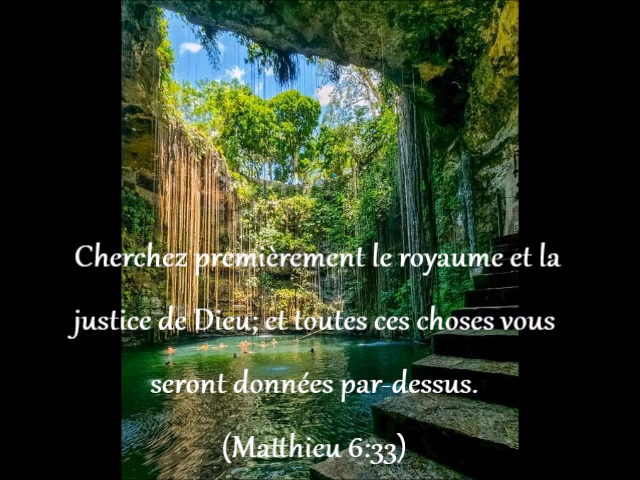 Cherchez premièrement le royaume et la
justice de Dieu; et toutes ces choses vous
seront données par-dessus.
(Matthieu 6:33)